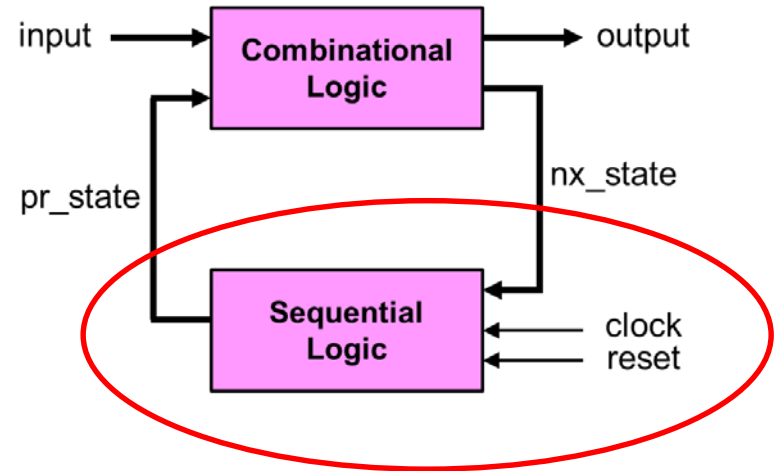 input
Combinational
Logic
output
pr_state
nx_state
Sequential
Logic
clock
reset